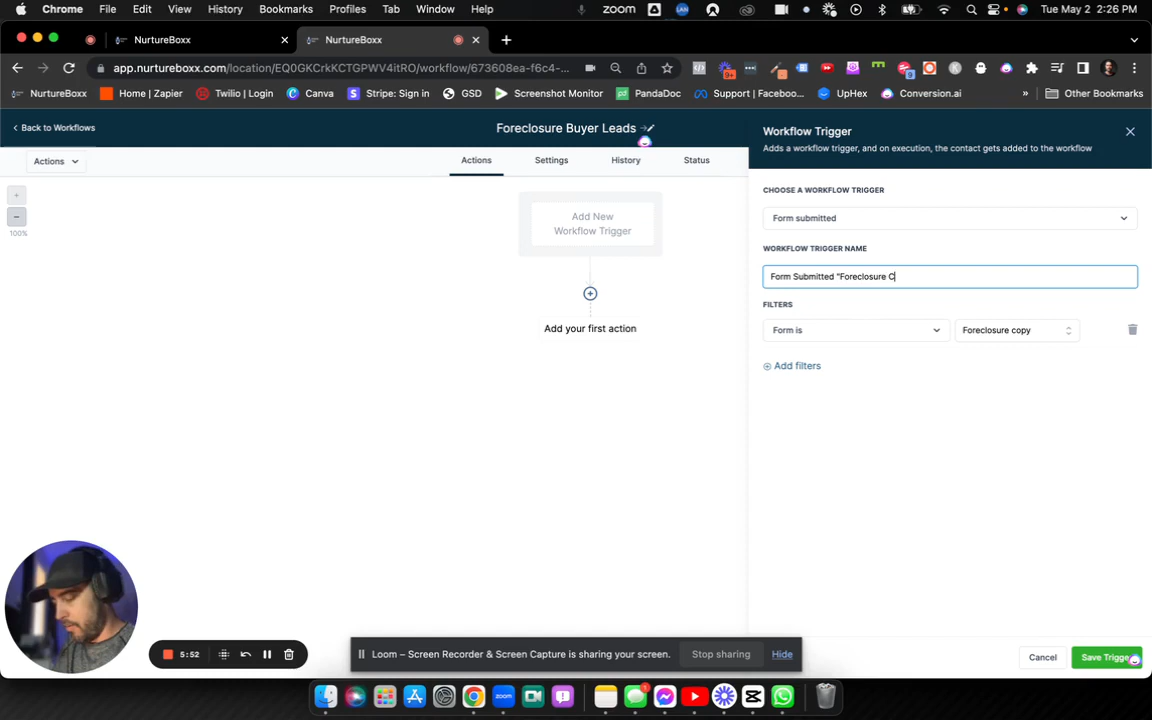 Chrome File Edit View History Bookmarks Profiles Tab Window Help zoom LAN Tue May 2 2:26 PM
NurtureBoxx NurtureBoxx
app.nurtureboxx.com/location/EQ0GKCrkKCTGPWV4itRO/workflow/673608ea-f6c4-... 9+
NurtureBoxx Home | Zapier Twilio | Login Canva Stripe: Sign in GSD Screenshot Monitor PandaDoc Support | Faceboo... UpHex Conversion.ai » Other Bookmarks
Back to Workflows Foreclosure Buyer Leads
Workflow Trigger
Adds a workflow trigger, and on execution, the contact gets added to the workflow
Actions Actions Settings History Status
100%
Add New
Workflow Trigger
Add your first action
CHOOSE A WORKFLOW TRIGGER
Form submitted
WORKFLOW TRIGGER NAME
Form Submitted "Foreclosure C
FILTERS
Form is Foreclosure copy
Add filters
5:52
Loom – Screen Recorder & Screen Capture is sharing your screen. Stop sharing Hide
Cancel Save Trigge
zoom